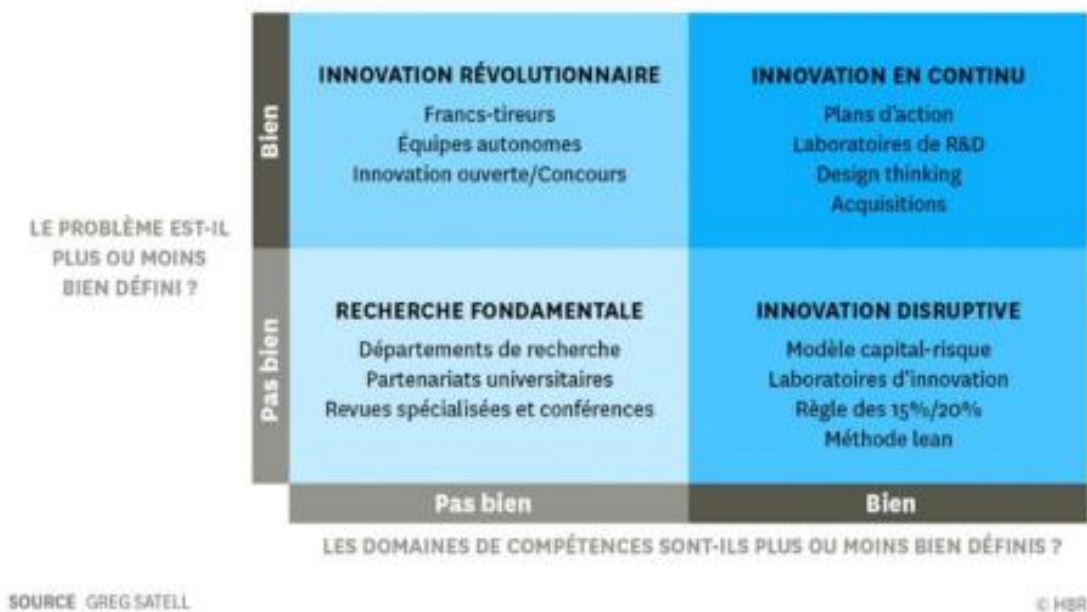 INNOVATION RÉVOLUTIONNAIRE
Francs-tireurs
Équipes autonomes
Innovation ouverte/Concours
INNOVATION EN CONTINU
Plans d'action
Laboratoires de R&D
Design thinking
Acquisitions
Bien
LE PROBLÈME EST-IL
PLUS OU MOINS
BIEN DÉFINI ?
Pas bien
RECHERCHE FONDAMENTALE
Départements de recherche
Partenariats universitaires
Revues spécialisées et conférences
INNOVATION DISRUPTIVE
Modèle capital-risque
Laboratoires d'innovation
Règle des 15%/20%
Méthode lean
Pas bien
Bien
LES DOMAINES DE COMPÉTENCES SONT-ILS PLUS OU MOINS BIEN DÉFINIS ?
SOURCE GREG SATELL
© HBR